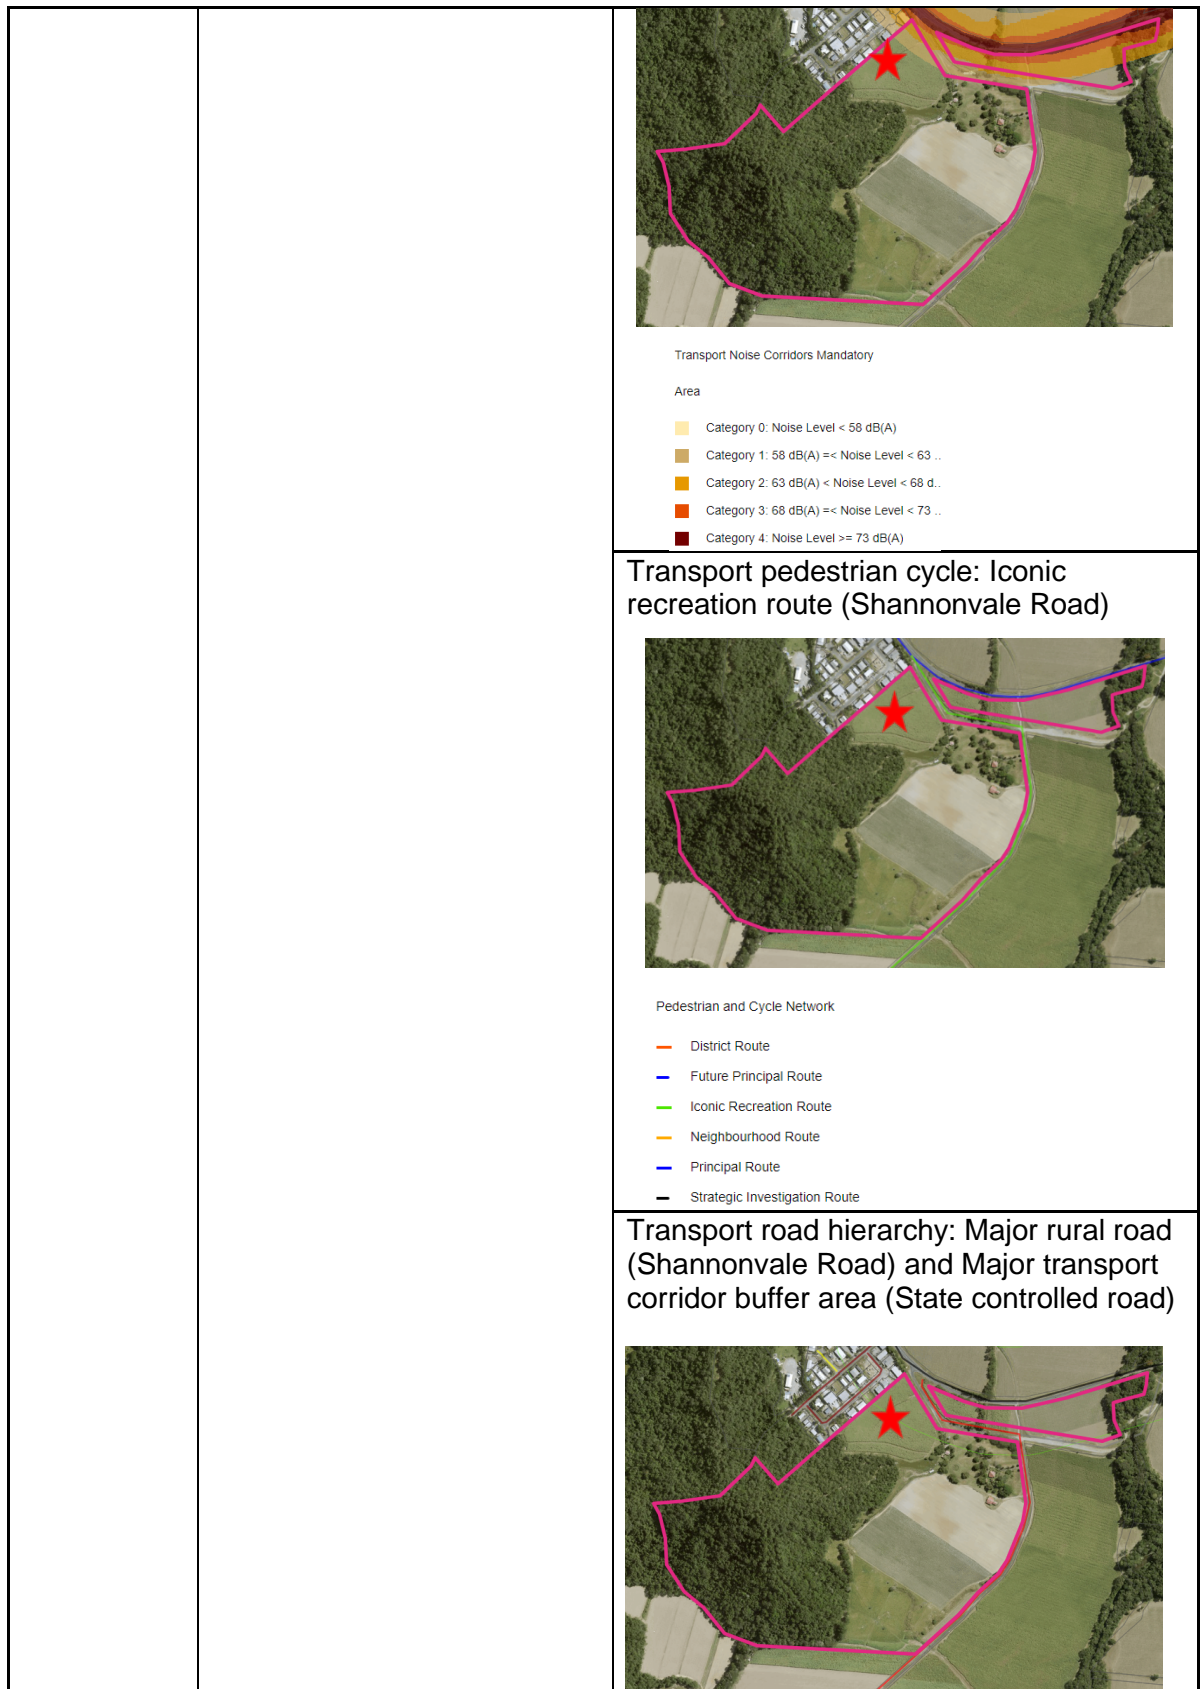 Transport Noise Corridors Mandatory
Area
Category 0: Noise Level < 58 dB(A)
Category 1: 58 dB(A) =< Noise Level < 63 ..
Category 2: 63 dB(A) < Noise Level < 68 d..
Category 3: 68 dB(A) =< Noise Level < 73 ..
Category 4: Noise Level >= 73 dB(A)
Transport pedestrian cycle: Iconic
recreation route (Shannonvale Road)
Pedestrian and Cycle Network
District Route
Future Principal Route
Iconic Recreation Route
Neighbourhood Route
Principal Route
Strategic Investigation Route
Transport road hierarchy: Major rural road
(Shannonvale Road) and Major transport
corridor buffer area (State controlled road)